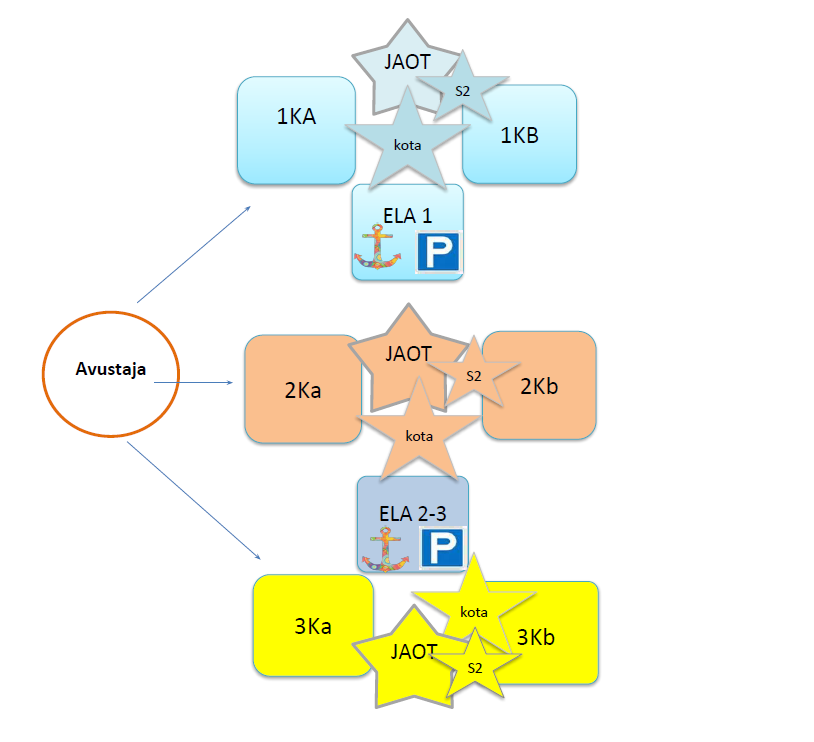 JAOT
S2
1KA
kota
1KB
ELA 1
P
Avustaja
JAOT
S2
2Ka
2Kb
kota
ELA 2-3
P
kota
3Ka
3Kb
JAOT
S2